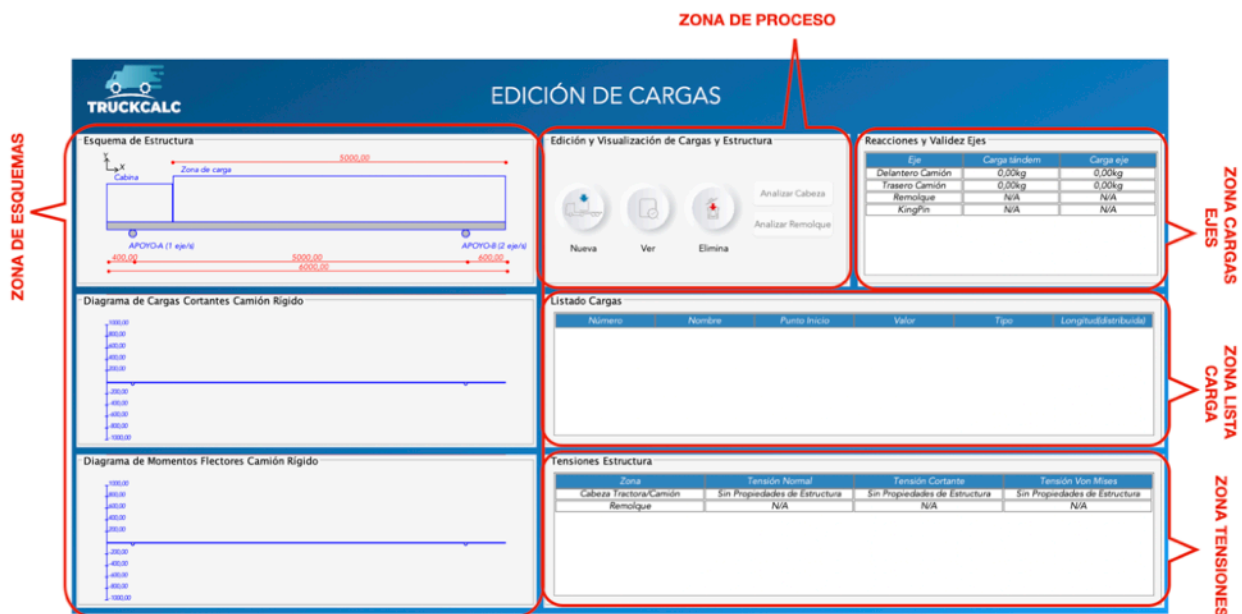 ZONA DE PROCESO
TRUCKCALC
EDICIÓN DE CARGAS
ZONA DE ESQUEMAS
Esquema de Estructura
Y
X
5000,00
Cabina
Zona de carga
APOYO-A (1 eje/s)
APOYO-B (2 eje/s)
400,00
5000,00
600,00
6000,00
Edición y Visualización de Cargas y Estructura
Nueva
Ver
Elimina
Analizar Cabeza
Analizar Remolque
Reacciones y Validez Ejes
Eje Carga tándem Carga eje
Delantero Camión 0,00kg 0,00kg
Trasero Camión 0,00kg 0,00kg
Remolque N/A N/A
KingPin N/A N/A
ZONA CARGAS
EJES
Diagrama de Cargas Cortantes Camión Rígido
1000,00
800,00
600,00
400,00
200,00
-200,00
-400,00
-600,00
-800,00
-1000,00
Listado Cargas
Número Nombre Punto Inicio Valor Tipo Longitud(distribuida)
ZONA LISTA
CARGA
Diagrama de Momentos Flectores Camión Rígido
1000,00
800,00
600,00
400,00
200,00
-200,00
-400,00
-600,00
-800,00
-1000,00
Tensiones Estructura
Zona Tensión Normal Tensión Cortante Tensión Von Mises
Cabeza Tractora/Camión Sin Propiedades de Estructura Sin Propiedades de Estructura Sin Propiedades de Estructura
Remolque N/A N/A N/A
ZONA TENSIONES